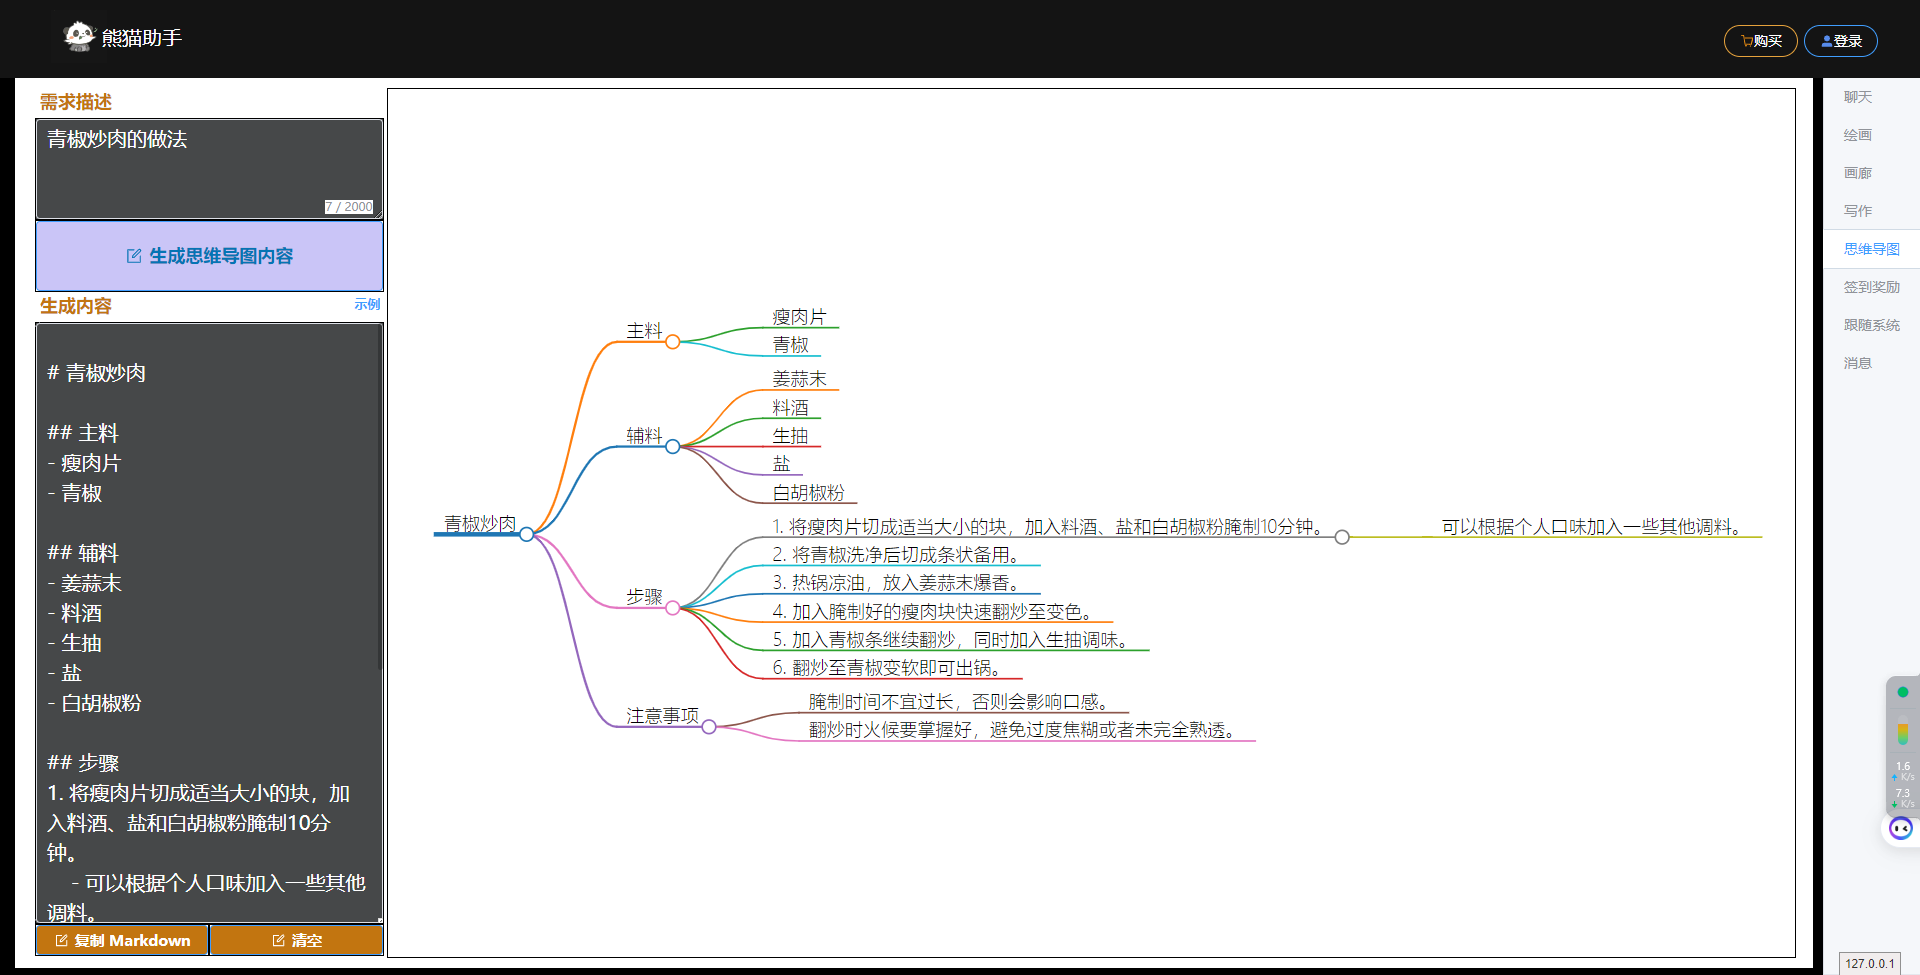 熊猫助手
购买
登录
需求描述
青椒炒肉的做法
7 / 2000
生成思维导图内容
生成内容
示例
# 青椒炒肉
## 主料
- 瘦肉片
- 青椒
## 辅料
- 姜蒜末
- 料酒
- 生抽
- 盐
- 白胡椒粉
## 步骤
1. 将瘦肉片切成适当大小的块，加
入料酒、盐和白胡椒粉腌制10分
钟。
- 可以根据个人口味加入一些其他
调料。
复制 Markdown
清空
青椒炒肉
主料
瘦肉片
青椒
辅料
姜蒜末
料酒
生抽
盐
白胡椒粉
步骤
1. 将瘦肉片切成适当大小的块，加入料酒、盐和白胡椒粉腌制10分钟。
可以根据个人口味加入一些其他调料。
2. 将青椒洗净后切成条状备用。
3. 热锅凉油，放入姜蒜末爆香。
4. 加入腌制好的瘦肉块快速翻炒至变色。
5. 加入青椒条继续翻炒，同时加入生抽调味。
6. 翻炒至青椒变软即可出锅。
注意事项
腌制时间不宜过长，否则会影响口感。
翻炒时火候要掌握好，避免过度焦糊或者未完全熟透。
聊天
绘画
画廊
写作
思维导图
签到奖励
跟随系统
消息
1.6
K/s
7.3
K/s
127.0.0.1